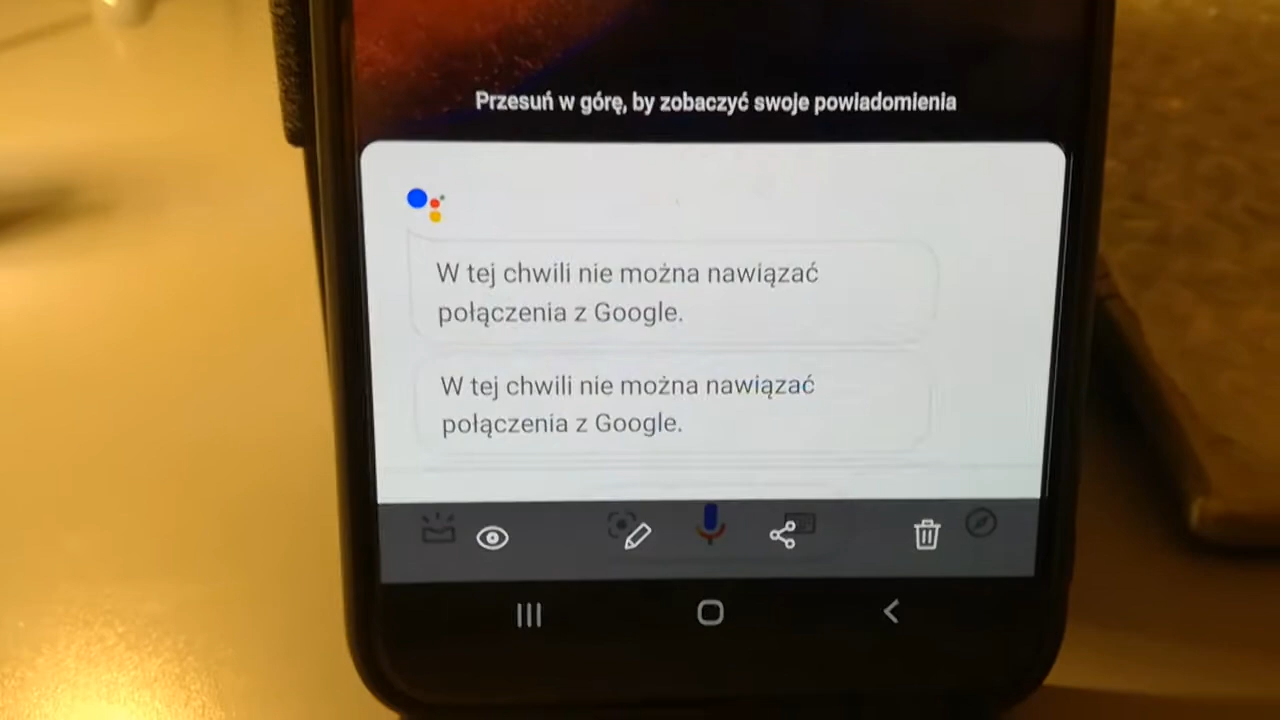 Przesuń w górę, by zobaczyć swoje powiadomienia
W tej chwili nie można nawiązać
połączenia z Google.
W tej chwili nie można nawiązać
połączenia z Google.